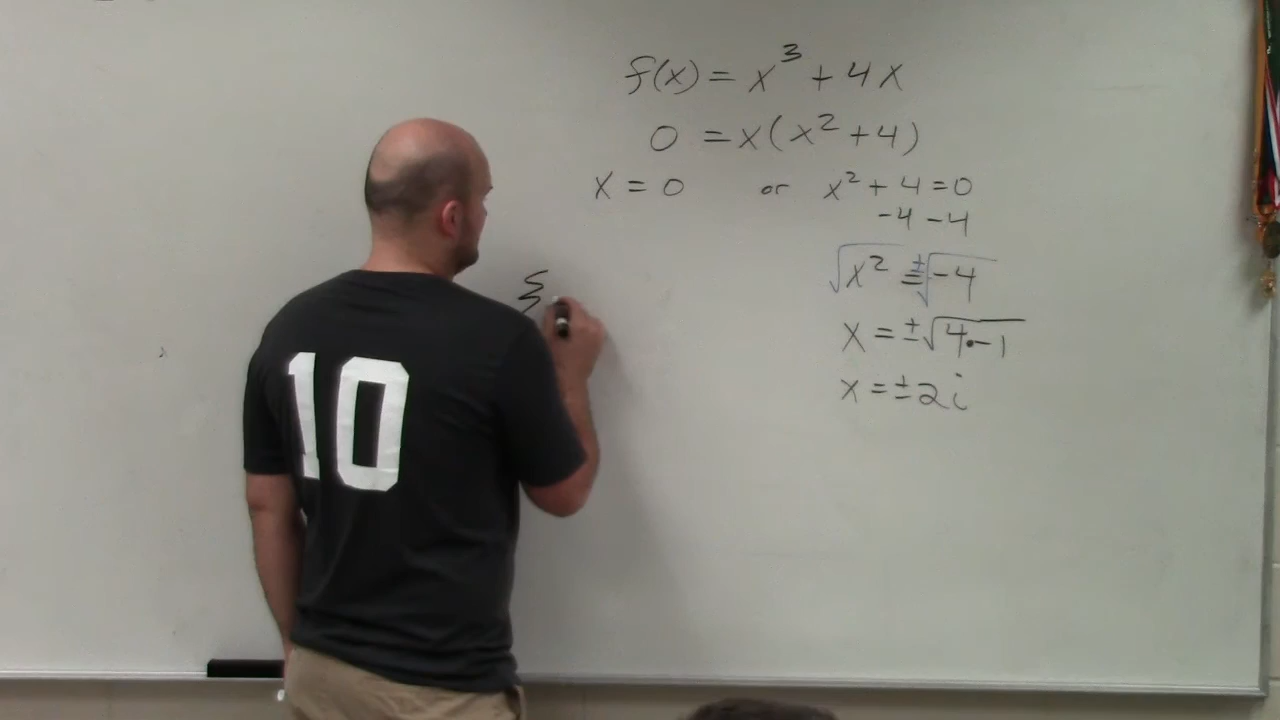 f(x) = x³ + 4x
0 = x(x² + 4)
x = 0 or x² + 4 = 0
-4 -4
√x² = ±√-4
x = ±√4•-1
x = ±2i
{
10